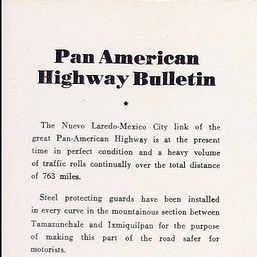 Pan American
Highway Bulletin
★
The Nuevo Laredo-Mexico City link of the
great Pan-American Highway is at the present
time in perfect condition and a heavy volume
of traffic rolls continually over the total distance
of 763 miles.
Steel protecting guards have been installed
in every curve in the mountainous section between
Tamazunchale and Ixmiquilpan for the purpose
of making this part of the road safer for
motorists.